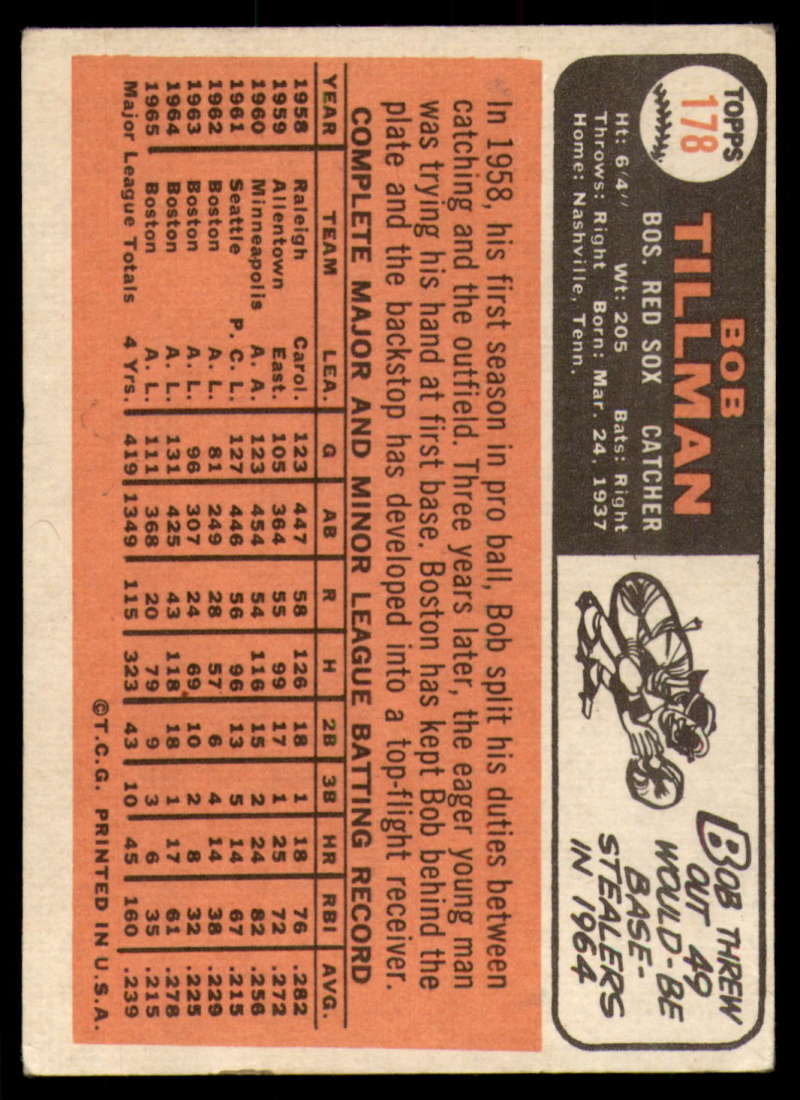 TOPPS
178
BOB
TILLMAN
BOS. RED SOX CATCHER
Ht: 6'4" Wt: 205 Bats: Right
Throws: Right Born: Mar. 24, 1937
Home: Nashville, Tenn.
BOB THREW
OUT 49
WOULD-BE
BASE-
STEALERS
IN 1964
In 1958, his first season in pro ball, Bob split his duties between
catching and the outfield. Three years later, the eager young man
was trying his hand at first base. Boston has kept Bob behind the
plate and the backstop has developed into a top-flight receiver.
COMPLETE MAJOR AND MINOR LEAGUE BATTING RECORD
YEAR TEAM LEA. G AB R H 2B 3B HR RBI AVG.
1958 Raleigh Carol. 123 447 58 126 18 1 18 76 .282
1959 Allentown East. 105 364 55 99 17 1 25 72 .272
1960 Minneapolis A. A. 123 454 54 116 15 2 24 82 .256
1961 Seattle P. C. L. 127 446 56 96 13 5 14 67 .215
1962 Boston A. L. 81 249 28 57 6 4 14 38 .229
1963 Boston A. L. 96 307 24 69 10 2 8 32 .225
1964 Boston A. L. 131 425 43 118 18 1 17 61 .278
1965 Boston A. L. 111 368 20 79 9 3 6 35 .215
Major League Totals 4 Yrs. 419 1349 115 323 43 10 45 160 .239
©T.C.G. PRINTED IN U.S.A.